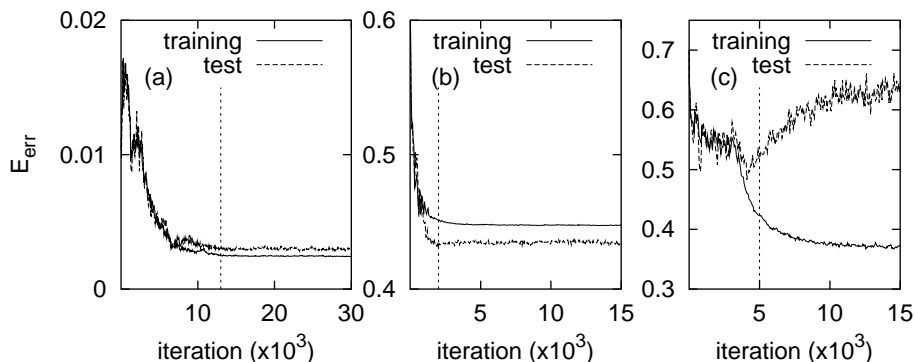 0.02
0.01
0
E_err
training
test
(a)
10
20
30
iteration (x10³)
0.6
0.5
0.4
training
test
(b)
5
10
15
iteration (x10³)
0.7
0.6
0.5
0.4
0.3
training
test
(c)
0
5
10
15
iteration (x10³)